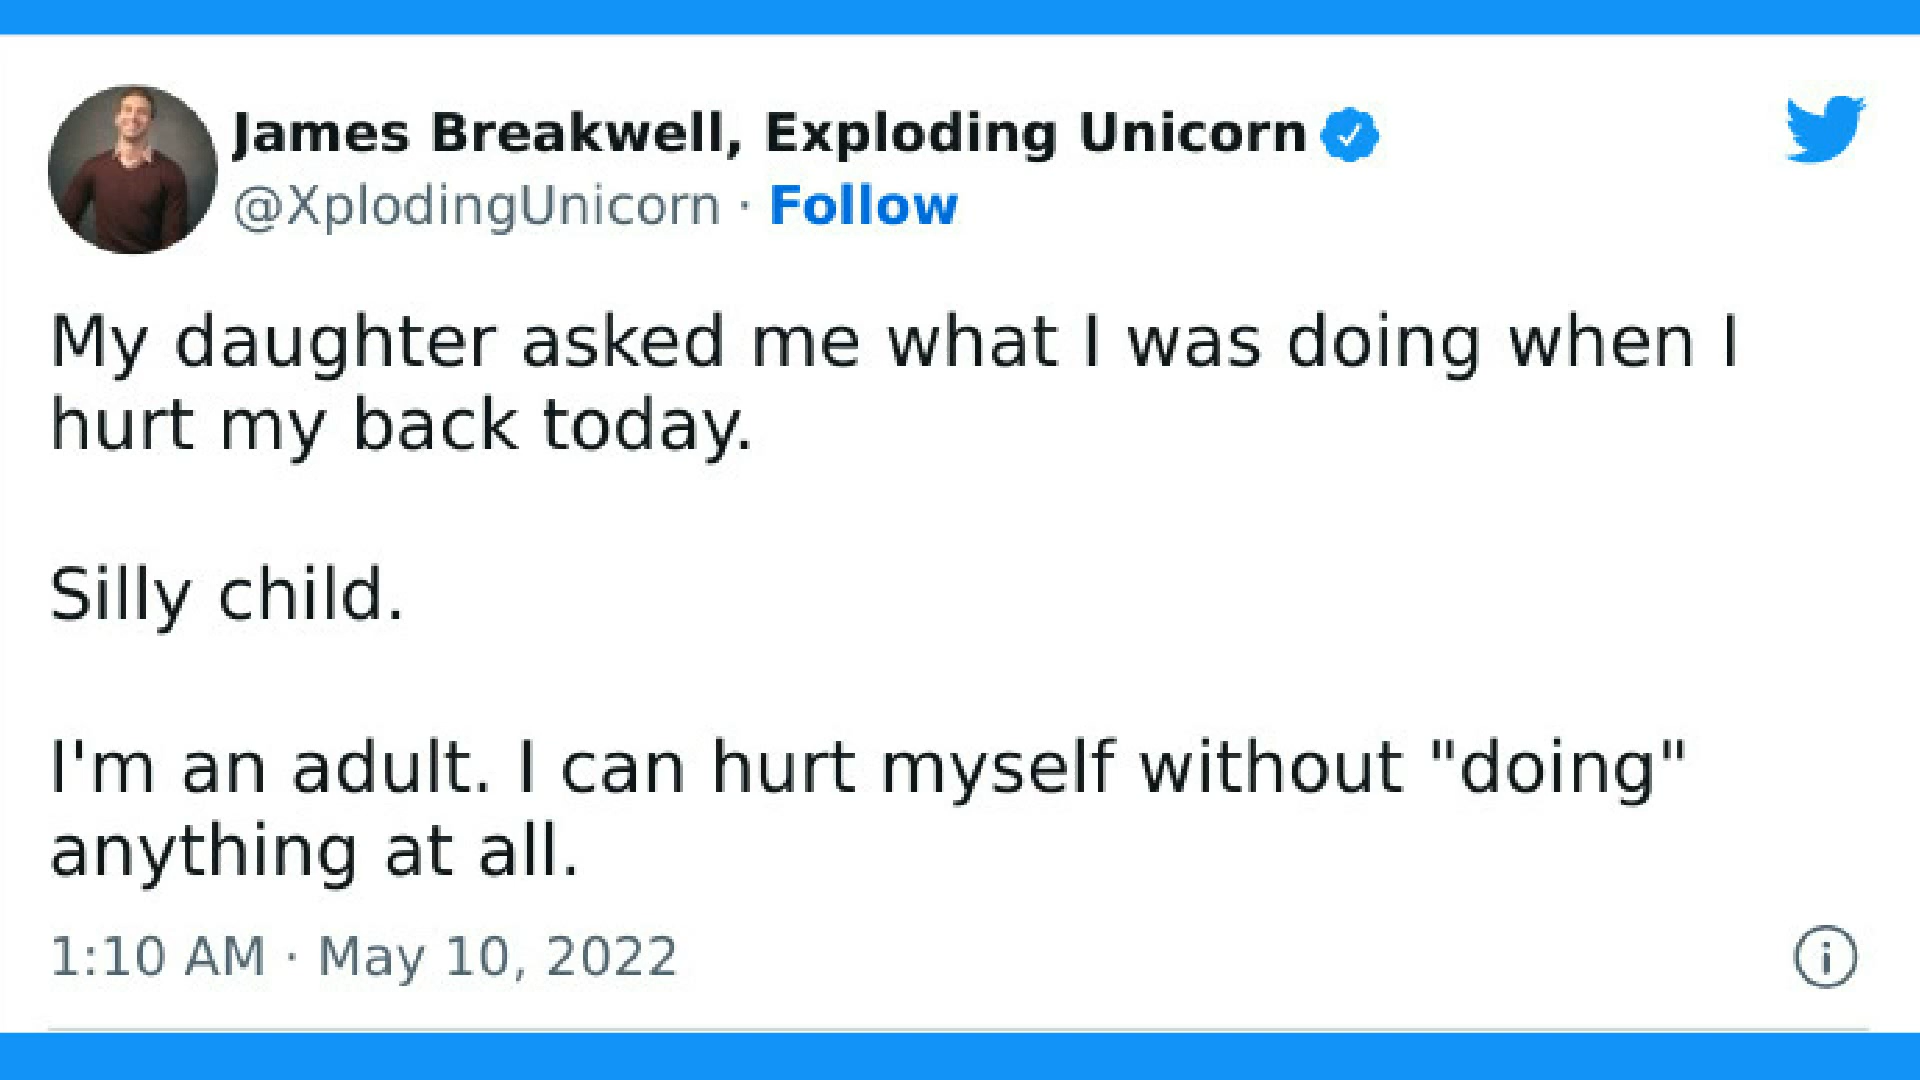 James Breakwell, Exploding Unicorn
@XplodingUnicorn · Follow
My daughter asked me what I was doing when I
hurt my back today.
Silly child.
I'm an adult. I can hurt myself without "doing"
anything at all.
1:10 AM · May 10, 2022